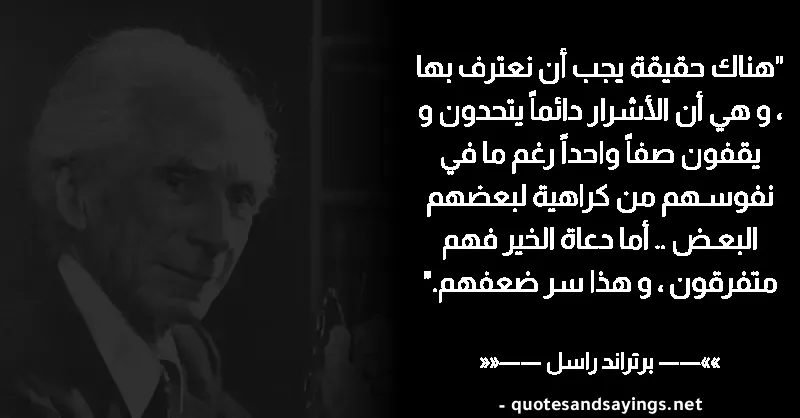 "هناك حقيقة يجب أن نعترف بها
، و هي أن الأشرار دائماً يتحدون و
يقفون صفاً واحداً رغم ما في
نفوسـهم من كراهية لبعضهم
البعـض .. أما دعاة الخير فهم
متفرقون ، و هذا سر ضعفهم."
»»—— برتراند راسل ——««
- quotesandsayings.net